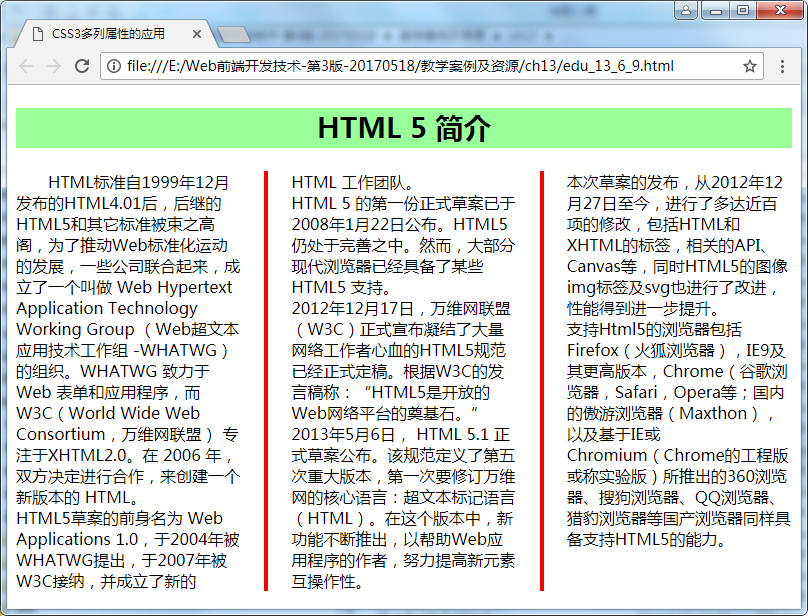 CSS3多列属性的应用
file:///E:/Web前端开发技术-第3版-20170518/教学案例及资源/ch13/edu_13_6_9.html
HTML 5 简介
HTML标准自1999年12月
发布的HTML4.01后，后继的
HTML5和其它标准被束之高
阁，为了推动Web标准化运动
的发展，一些公司联合起来，成
立了一个叫做 Web Hypertext
Application Technology
Working Group （Web超文本
应用技术工作组 -WHATWG）
的组织。WHATWG 致力于
Web 表单和应用程序，而
W3C（World Wide Web
Consortium，万维网联盟） 专
注于XHTML2.0。在 2006 年，
双方决定进行合作，来创建一个
新版本的 HTML。
HTML5草案的前身名为 Web
Applications 1.0，于2004年被
WHATWG提出，于2007年被
W3C接纳，并成立了新的
HTML 工作团队。
HTML 5 的第一份正式草案已于
2008年1月22日公布。HTML5
仍处于完善之中。然而，大部分
现代浏览器已经具备了某些
HTML5 支持。
2012年12月17日，万维网联盟
（W3C）正式宣布凝结了大量
网络工作者心血的HTML5规范
已经正式定稿。根据W3C的发
言稿称：“HTML5是开放的
Web网络平台的奠基石。“
2013年5月6日， HTML 5.1 正
式草案公布。该规范定义了第五
次重大版本，第一次要修订万维
网的核心语言：超文本标记语言
（HTML）。在这个版本中，新
功能不断推出，以帮助Web应
用程序的作者，努力提高新元素
互操作性。
本次草案的发布，从2012年12
月27日至今，进行了多达近百
项的修改，包括HTML和
XHTML的标签，相关的API、
Canvas等，同时HTML5的图像
img标签及svg也进行了改进，
性能得到进一步提升。
支持Html5的浏览器包括
Firefox（火狐浏览器），IE9及
其更高版本，Chrome（谷歌浏
览器，Safari，Opera等；国内
的傲游浏览器（Maxthon），
以及基于IE或
Chromium（Chrome的工程版
或称实验版）所推出的360浏览
器、搜狗浏览器、QQ浏览器、
猎豹浏览器等国产浏览器同样具
备支持HTML5的能力。